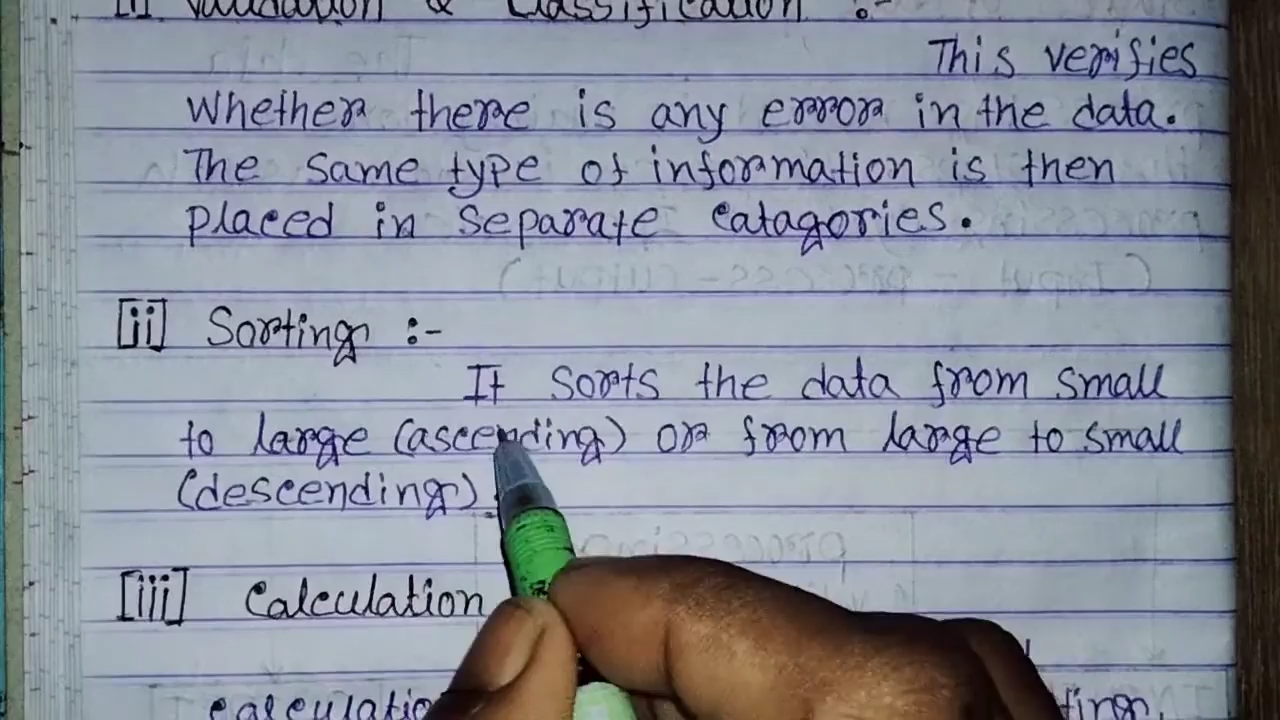 [i] Validation & Classification :-
This verifies
Whether there is any error in the data.
The same type of information is then
placed in separate catagories.
[ii] Sorting :-
It sorts the data from small
to large (ascending) or from large to small
(descending).
[iii] Calculation